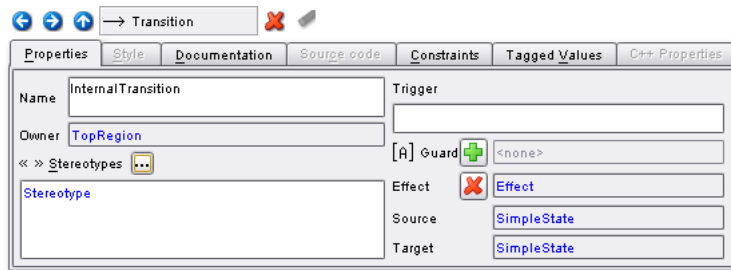 Transition
Properties Style Documentation Source code Constraints Tagged Values C++ Properties
Name InternalTransition
Owner TopRegion
« » Stereotypes ...
Stereotype
Trigger
[A] Guard <none>
Effect Effect
Source SimpleState
Target SimpleState